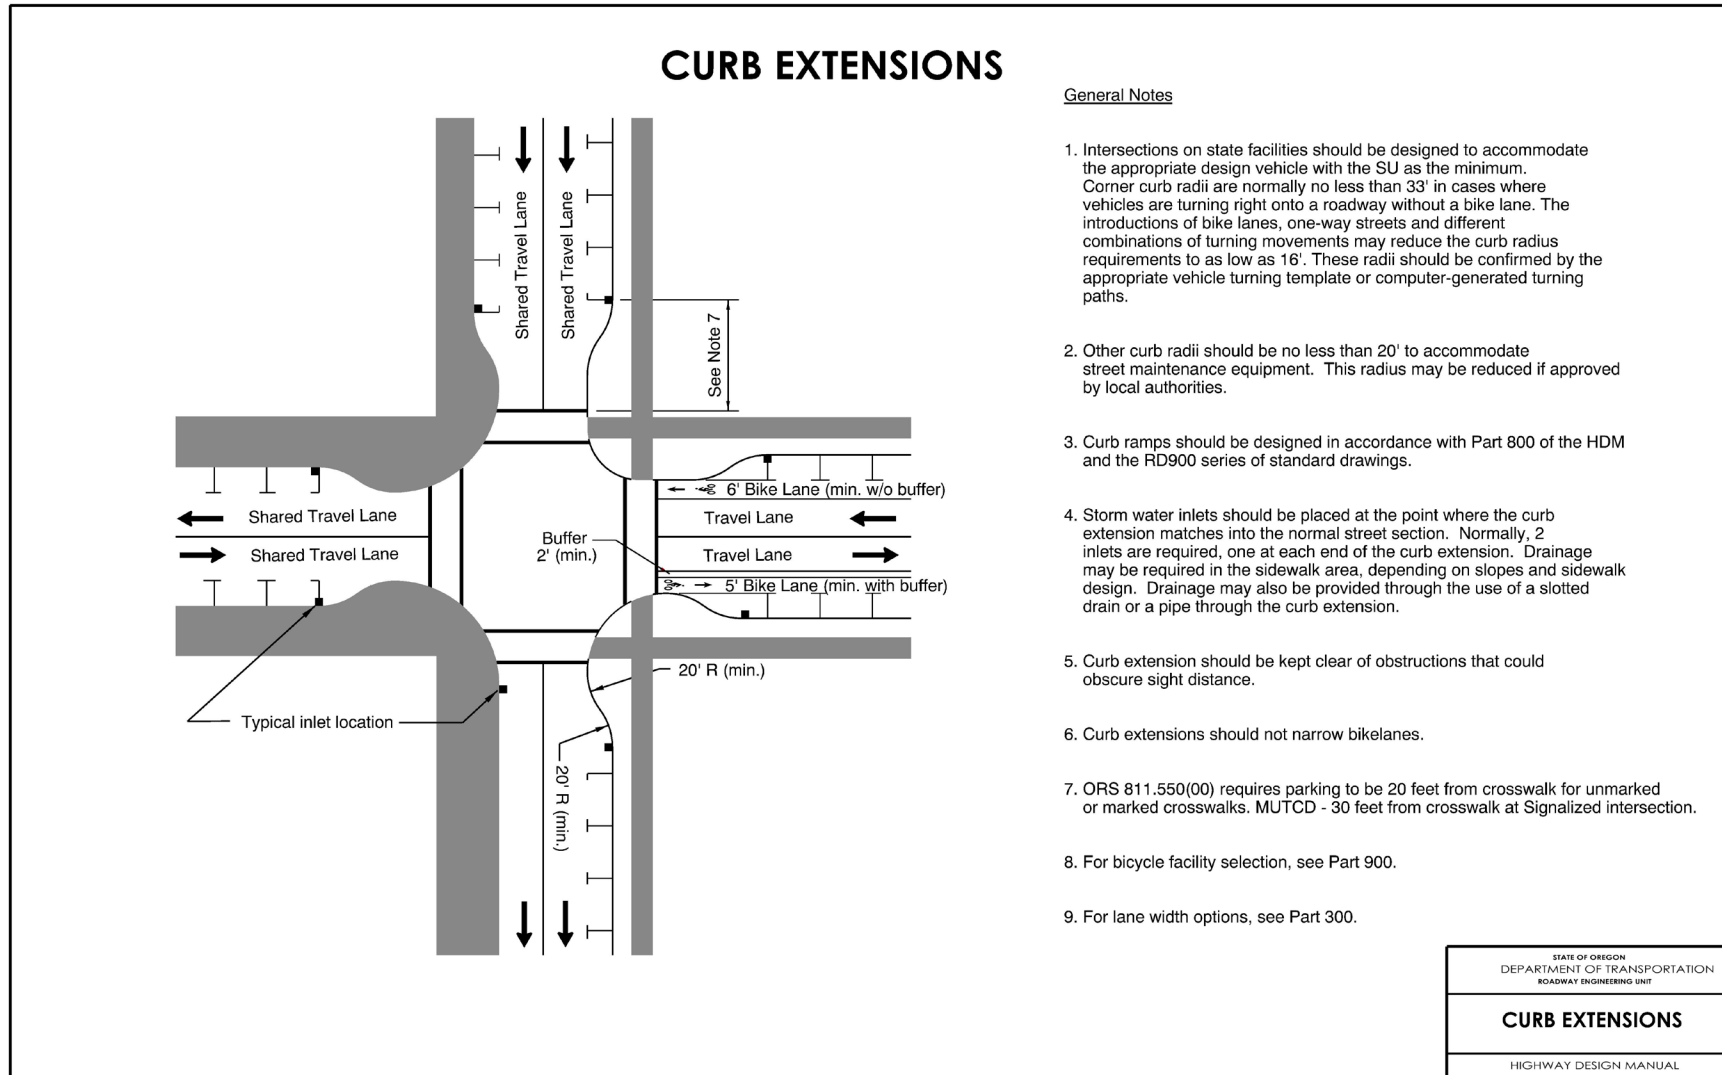 CURB EXTENSIONS
General Notes
1. Intersections on state facilities should be designed to accommodate
the appropriate design vehicle with the SU as the minimum.
Corner curb radii are normally no less than 33' in cases where
vehicles are turning right onto a roadway without a bike lane. The
introductions of bike lanes, one-way streets and different
combinations of turning movements may reduce the curb radius
requirements to as low as 16'. These radii should be confirmed by the
appropriate vehicle turning template or computer-generated turning
paths.
2. Other curb radii should be no less than 20' to accommodate
street maintenance equipment. This radius may be reduced if approved
by local authorities.
3. Curb ramps should be designed in accordance with Part 800 of the HDM
and the RD900 series of standard drawings.
4. Storm water inlets should be placed at the point where the curb
extension matches into the normal street section. Normally, 2
inlets are required, one at each end of the curb extension. Drainage
may be required in the sidewalk area, depending on slopes and sidewalk
design. Drainage may also be provided through the use of a slotted
drain or a pipe through the curb extension.
5. Curb extension should be kept clear of obstructions that could
obscure sight distance.
6. Curb extensions should not narrow bikelanes.
7. ORS 811.550(00) requires parking to be 20 feet from crosswalk for unmarked
or marked crosswalks. MUTCD - 30 feet from crosswalk at Signalized intersection.
8. For bicycle facility selection, see Part 900.
9. For lane width options, see Part 300.
Shared Travel Lane
Shared Travel Lane
See Note 7
Shared Travel Lane
Shared Travel Lane
6' Bike Lane (min. w/o buffer)
Travel Lane
Buffer
2' (min.)
Travel Lane
5' Bike Lane (min. with buffer)
20' R (min.)
Typical inlet location
20' R (min.)
STATE OF OREGON
DEPARTMENT OF TRANSPORTATION
ROADWAY ENGINEERING UNIT
CURB EXTENSIONS
HIGHWAY DESIGN MANUAL